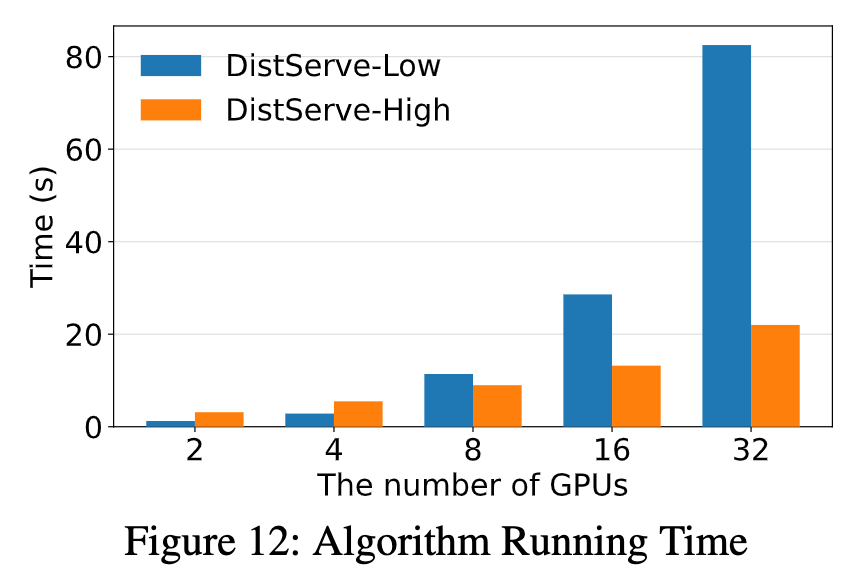 DistServe-Low
DistServe-High
80
60
40
20
0
Time (s)
2 4 8 16 32
The number of GPUs
Figure 12: Algorithm Running Time